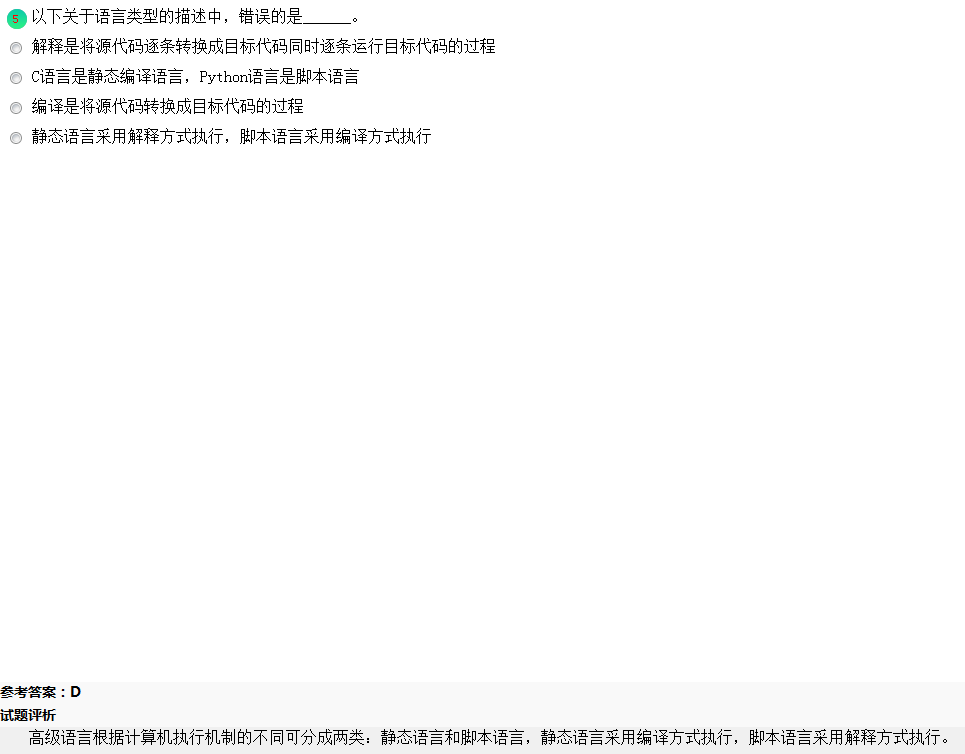 5 以下关于语言类型的描述中，错误的是______。
解释是将源代码逐条转换成目标代码同时逐条运行目标代码的过程
C语言是静态编译语言，Python语言是脚本语言
编译是将源代码转换成目标代码的过程
静态语言采用解释方式执行，脚本语言采用编译方式执行
参考答案：D
试题评析
高级语言根据计算机执行机制的不同可分成两类：静态语言和脚本语言，静态语言采用编译方式执行，脚本语言采用解释方式执行。